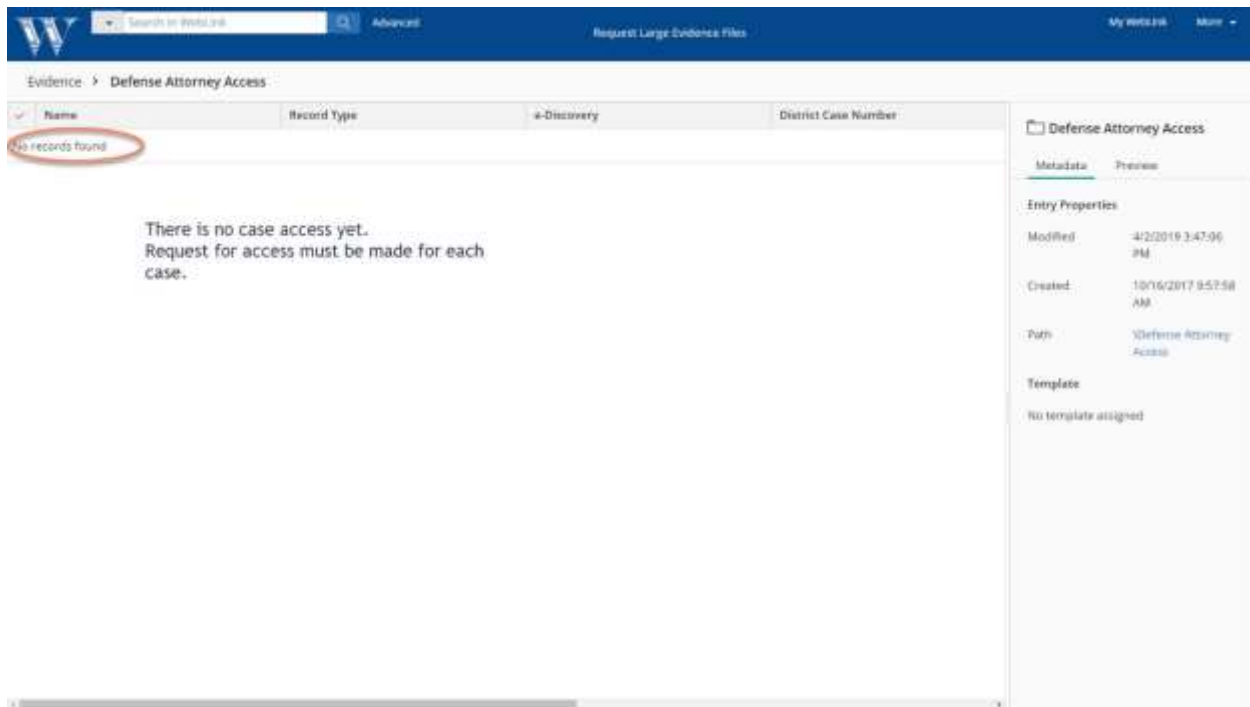 W
Search in WebLink
Advanced
Request Large Evidence Files
My WebLink
More
Evidence > Defense Attorney Access
Name
Record Type
e-Discovery
District Case Number
No records found
There is no case access yet.
Request for access must be made for each
case.
Defense Attorney Access
Metadata
Preview
Entry Properties
Modified
4/2/2019 3:47:06
PM
Created
10/16/2017 9:57:58
AM
Path
\Defense Attorney
Access
Template
No template assigned